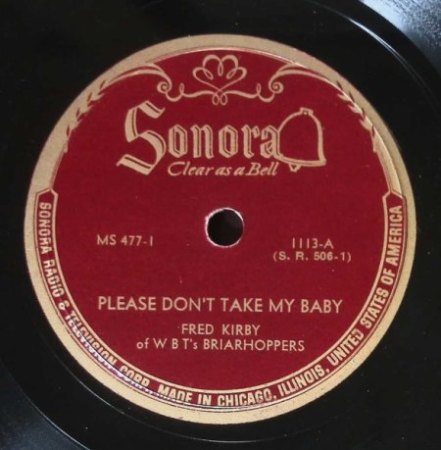 Sonora
Clear as a Bell
MS 477-1
1113-A
(S. R. 506-1)
PLEASE DON'T TAKE MY BABY
FRED KIRBY
of W B T's BRIARHOPPERS
SONORA RADIO & TELEVISION CORP. MADE IN CHICAGO, ILLINOIS, UNITED STATES OF AMERICA